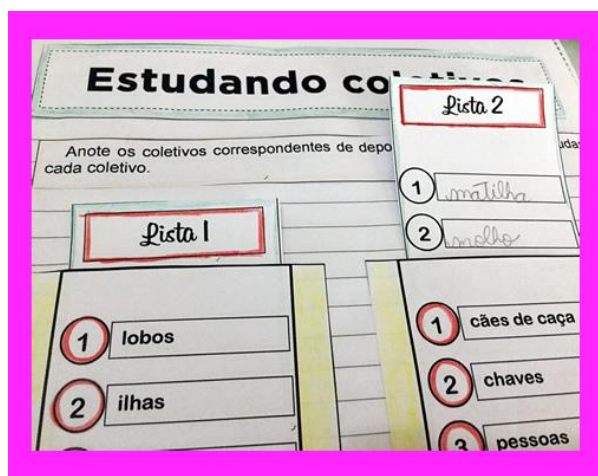 Estudando co
Anote os coletivos correspondentes de depo
cada coletivo.
Lista 2
1 matilha
2 molho
Lista 1
1 lobos
2 ilhas
1 cães de caça
2 chaves
3 pessoas